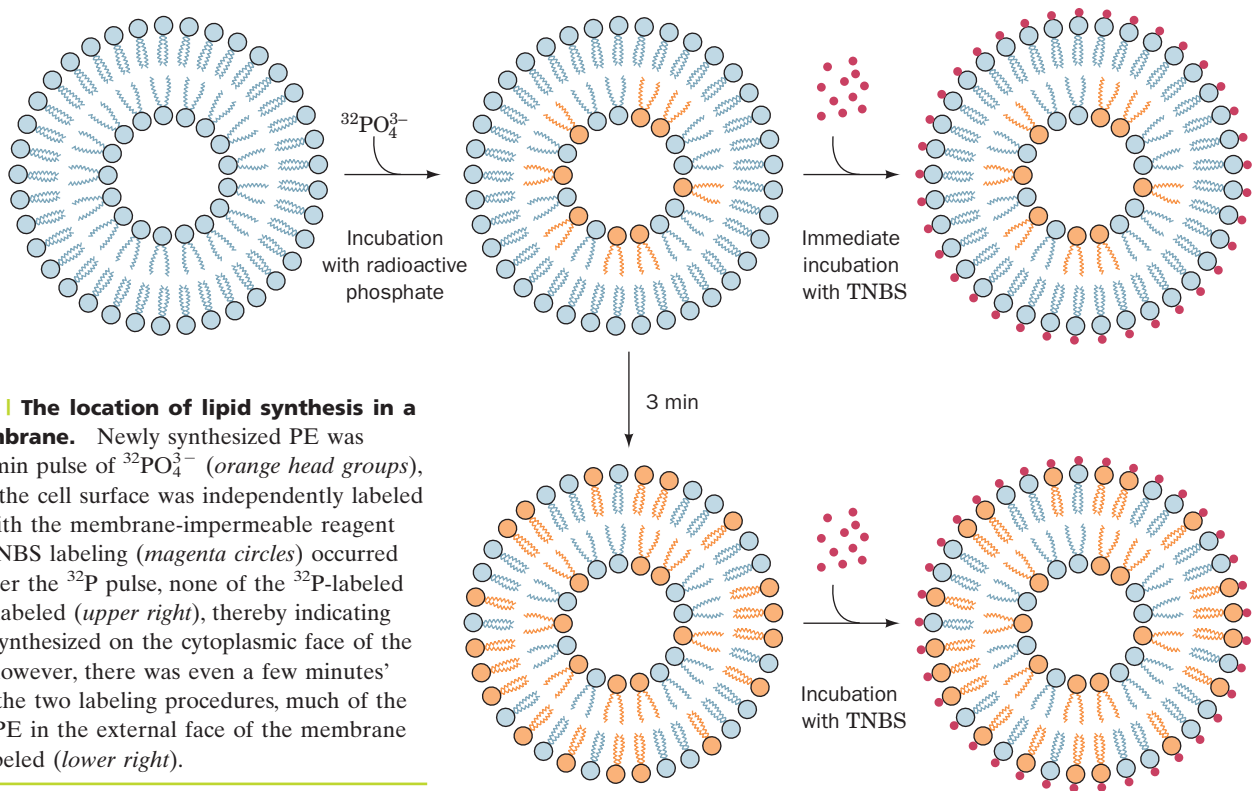 ³²PO₄³⁻
Incubation
with radioactive
phosphate
Immediate
incubation
with TNBS
3 min
| The location of lipid synthesis in a
mbrane. Newly synthesized PE was
min pulse of ³²PO₄³⁻ (orange head groups),
the cell surface was independently labeled
ith the membrane-impermeable reagent
NBS labeling (magenta circles) occurred
er the ³²P pulse, none of the ³²P-labeled
abeled (upper right), thereby indicating
ynthesized on the cytoplasmic face of the
owever, there was even a few minutes’
the two labeling procedures, much of the
PE in the external face of the membrane
beled (lower right).
Incubation
with TNBS